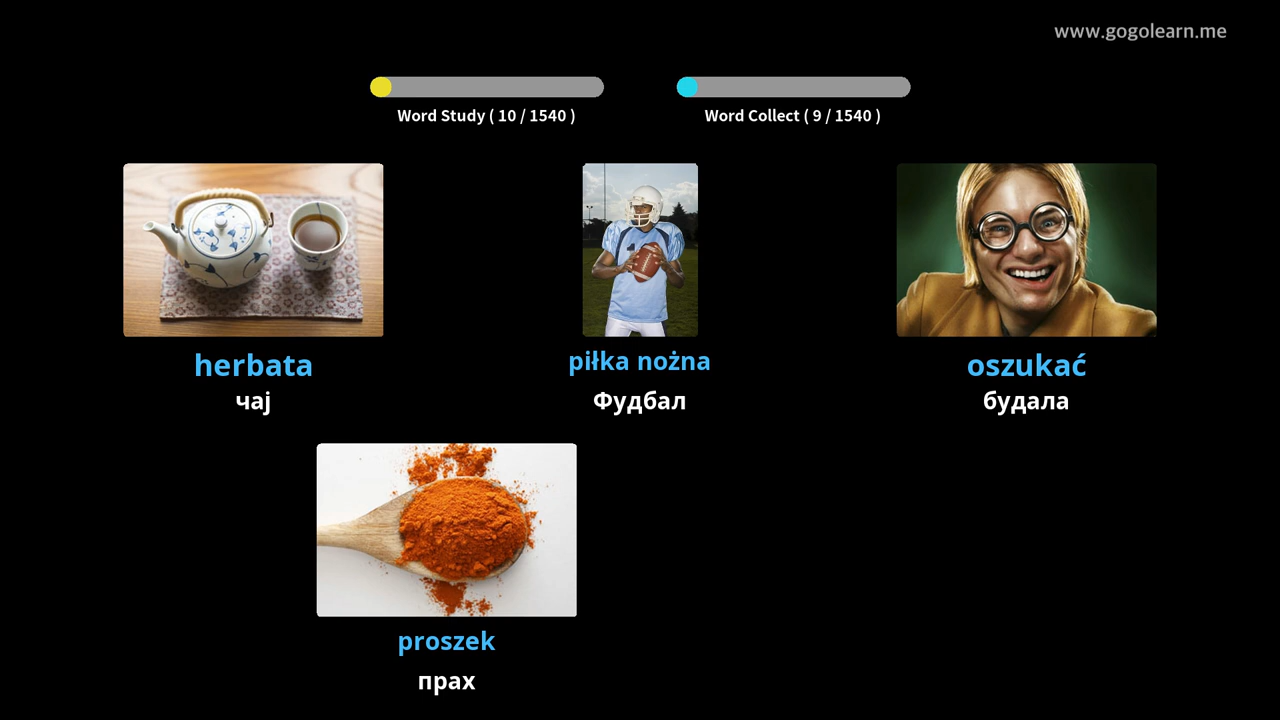 www.gogolearn.me
Word Study ( 10 / 1540 )
Word Collect ( 9 / 1540 )
herbata
чај
piłka nożna
Фудбал
oszukać
будала
proszek
прах